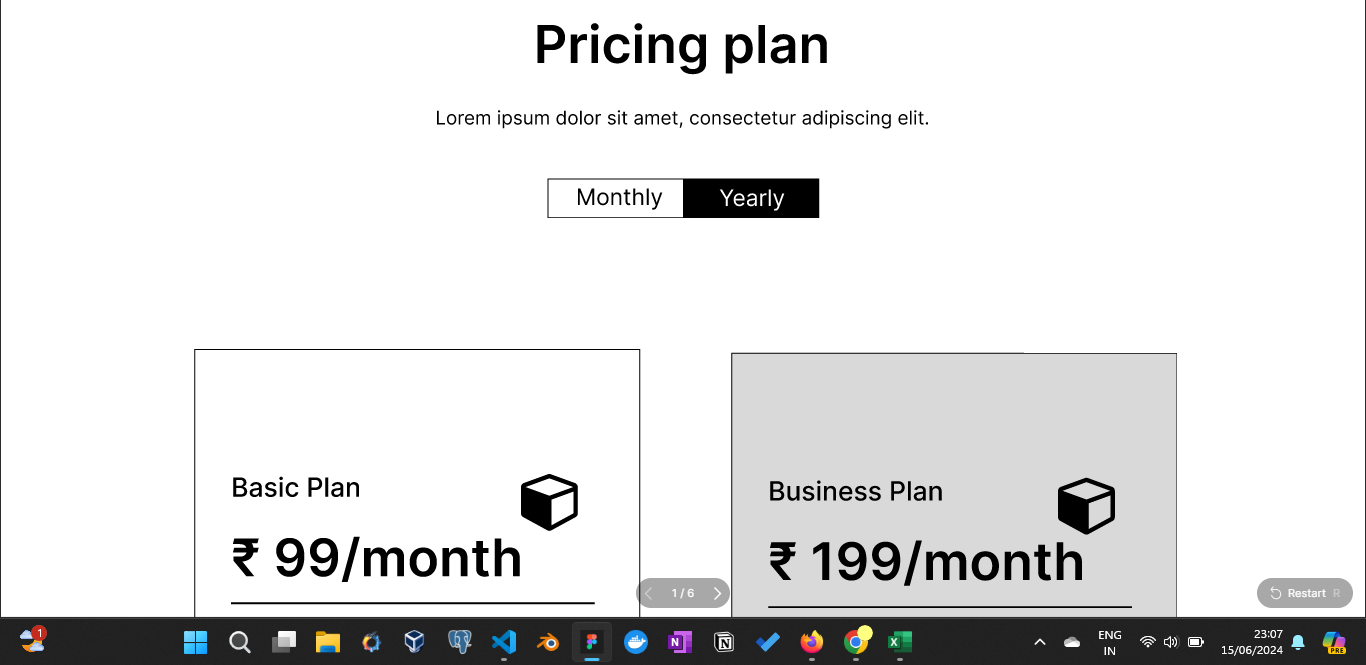 Pricing plan
Lorem ipsum dolor sit amet, consectetur adipiscing elit.
Monthly Yearly
Basic Plan
₹ 99/month
Business Plan
₹ 199/month
1 / 6
Restart R
1
N
N
X
ENG
IN
23:07
15/06/2024
PRE